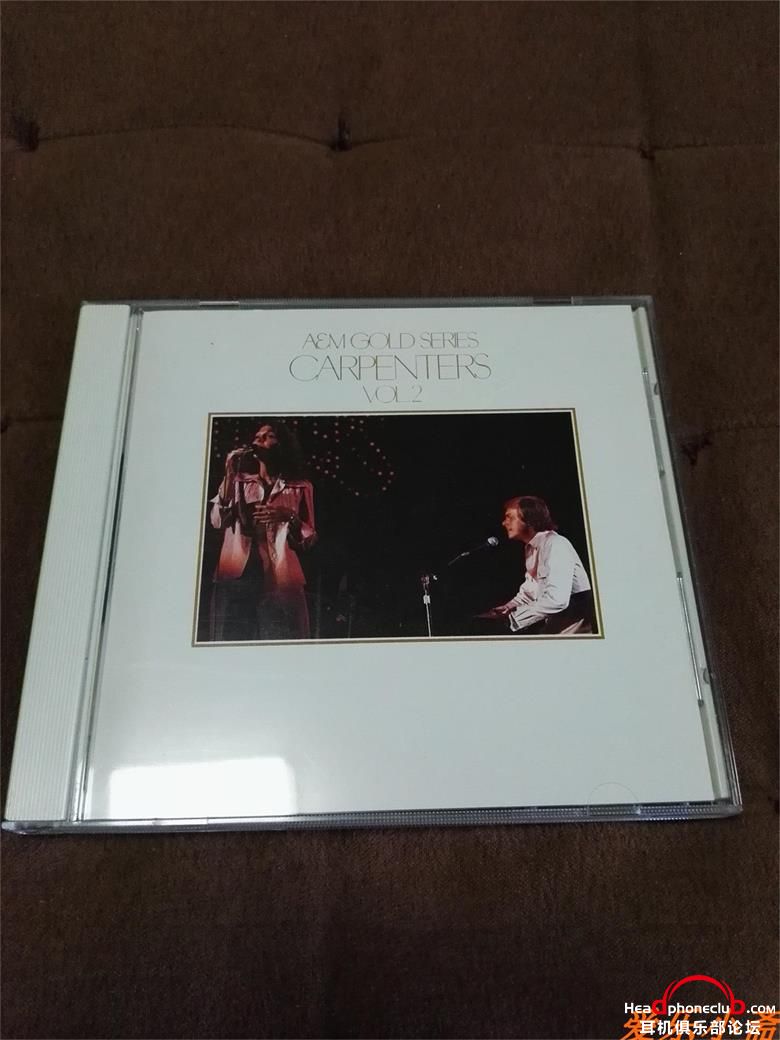 A&M GOLD SERIES
CARPENTERS
VOL.2
Headphoneclub.com
耳机俱乐部论坛